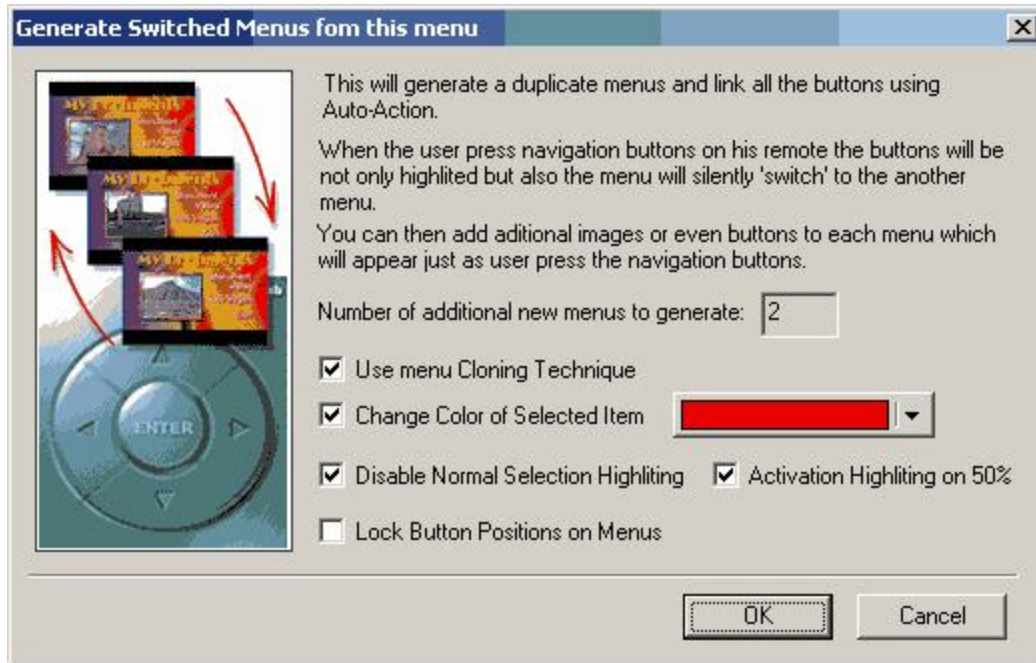 Generate Switched Menus fom this menu
This will generate a duplicate menus and link all the buttons using
Auto-Action.
When the user press navigation buttons on his remote the buttons will be
not only highlited but also the menu will silently 'switch' to the another
menu.
You can then add aditional images or even buttons to each menu which
will appear just as user press the navigation buttons.
Number of additional new menus to generate: 2
Use menu Cloning Technique
Change Color of Selected Item
Disable Normal Selection Highliting Activation Highliting on 50%
Lock Button Positions on Menus
ENTER
OK Cancel